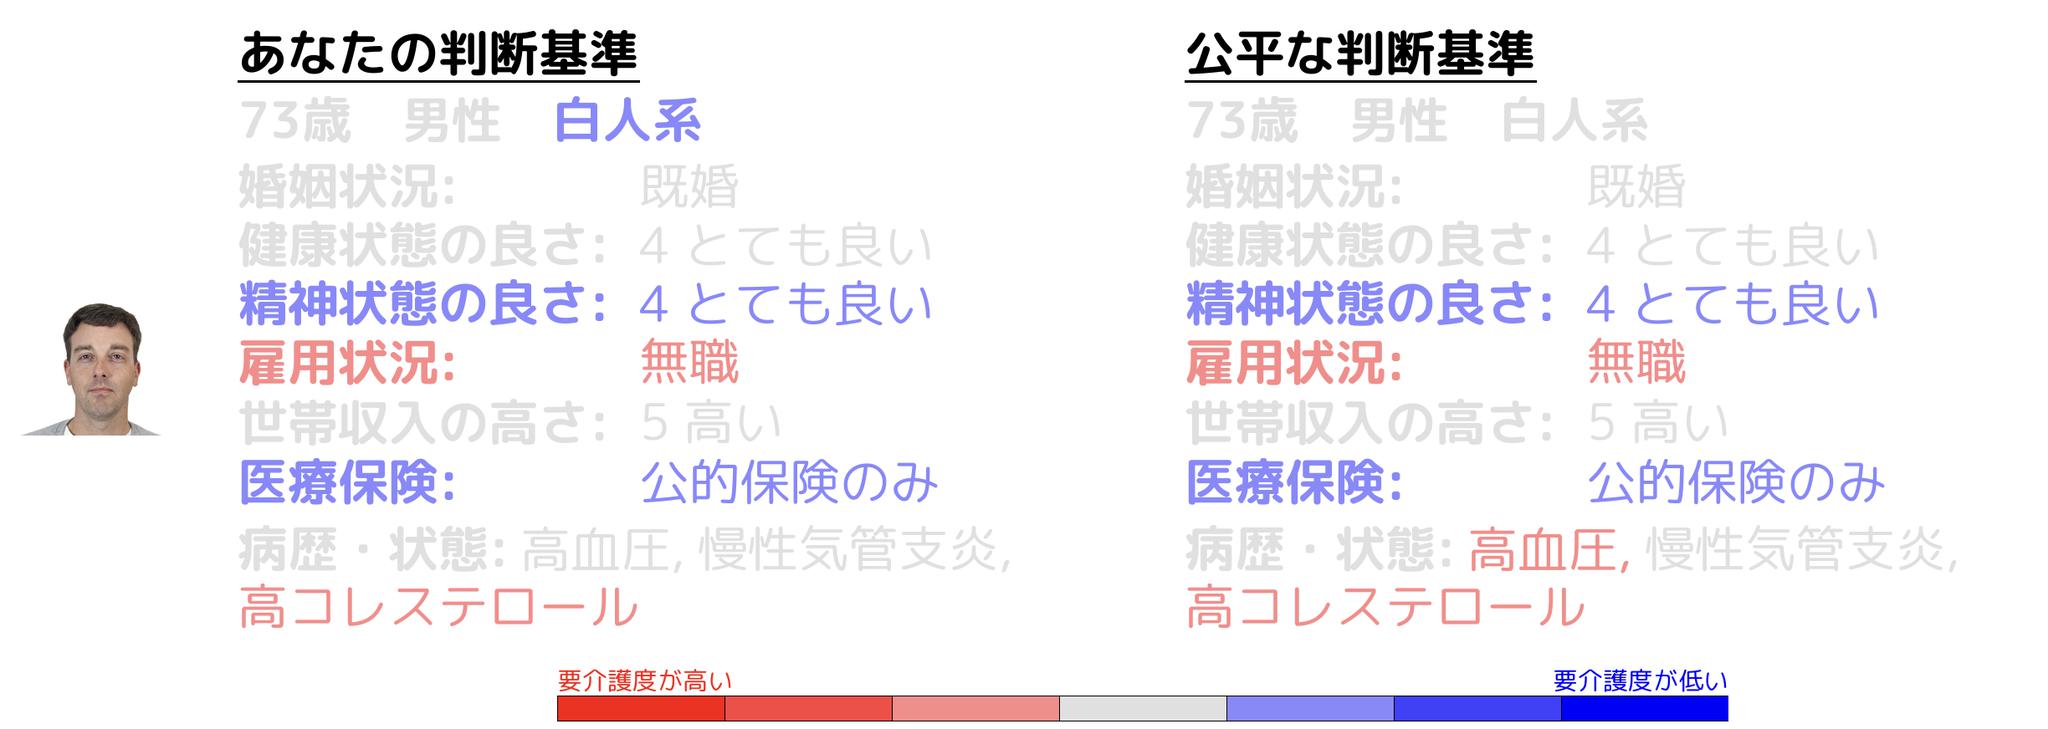 あなたの判断基準
73歳　男性　白人系
婚姻状況: 既婚
健康状態の良さ: 4 とても良い
精神状態の良さ: 4 とても良い
雇用状況: 無職
世帯収入の高さ: 5 高い
医療保険: 公的保険のみ
病歴・状態: 高血圧, 慢性気管支炎,
高コレステロール
公平な判断基準
73歳　男性　白人系
婚姻状況: 既婚
健康状態の良さ: 4 とても良い
精神状態の良さ: 4 とても良い
雇用状況: 無職
世帯収入の高さ: 5 高い
医療保険: 公的保険のみ
病歴・状態: 高血圧, 慢性気管支炎,
高コレステロール
要介護度が高い
要介護度が低い